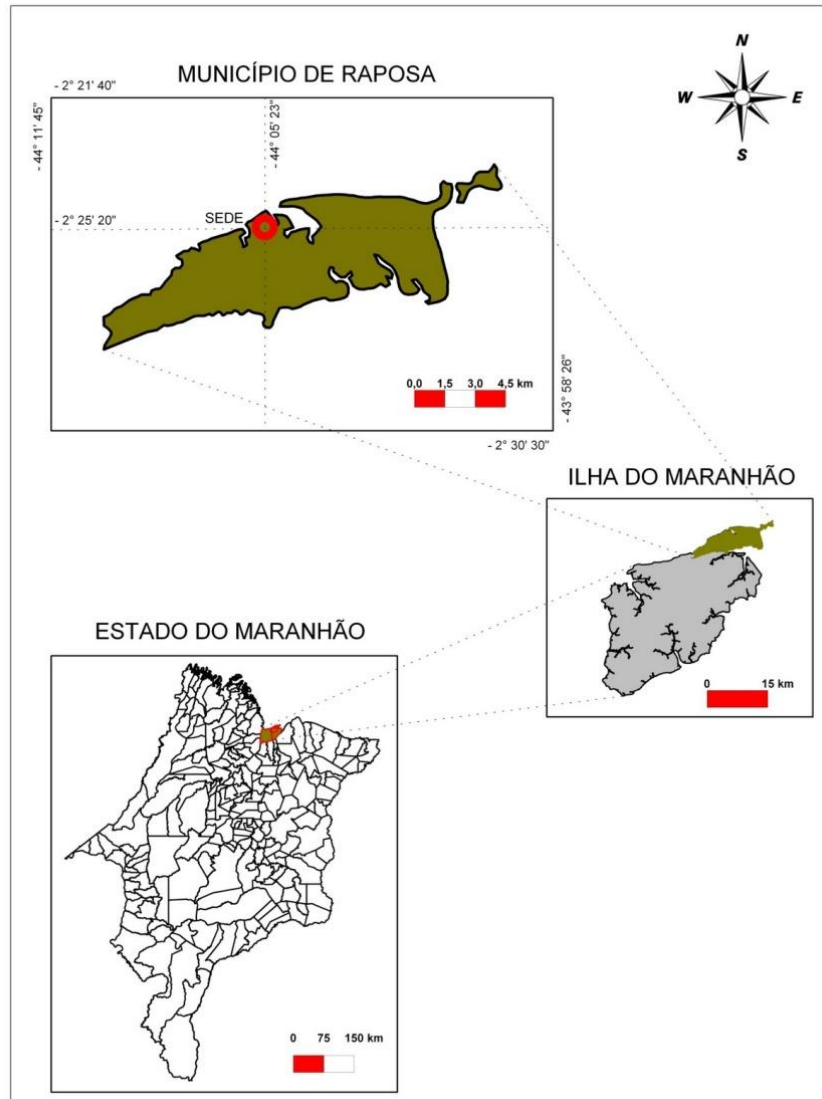 N
W E
S
MUNICÍPIO DE RAPOSA
- 2° 21' 40"
- 44° 11' 45"
- 44° 05' 23"
- 2° 25' 20"
SEDE
0,0 1,5 3,0 4,5 km
- 43° 58' 26"
- 2° 30' 30"
ILHA DO MARANHÃO
0 15 km
ESTADO DO MARANHÃO
0 75 150 km